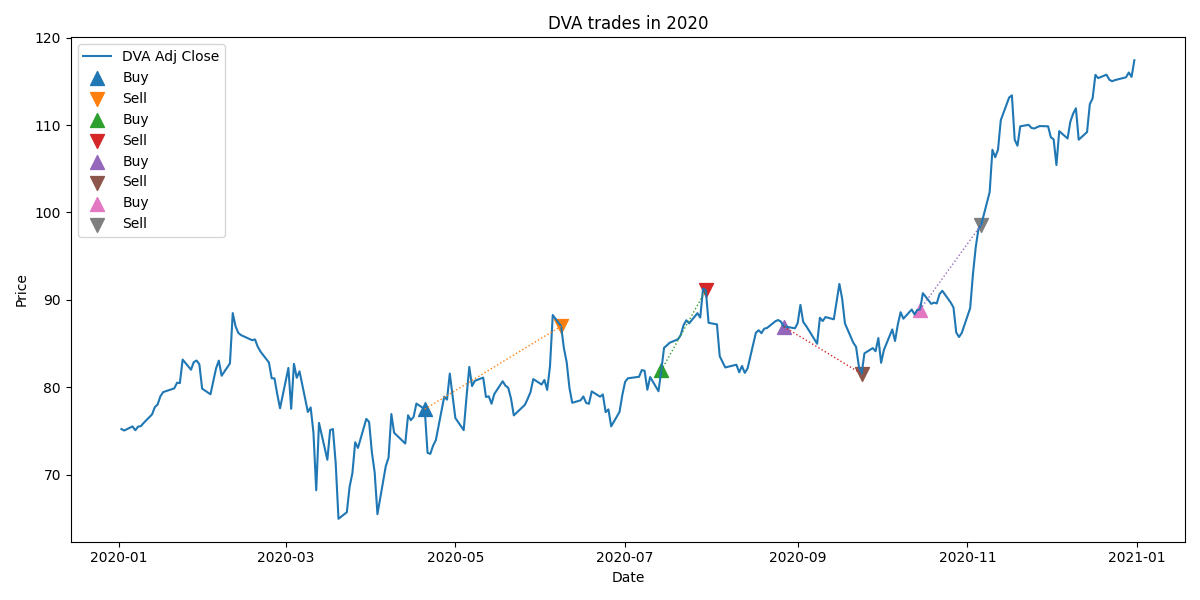 DVA trades in 2020
120
110
100
90
80
70
Price
DVA Adj Close
Buy
Sell
Buy
Sell
Buy
Sell
Buy
Sell
2020-01
2020-03
2020-05
2020-07
2020-09
2020-11
2021-01
Date